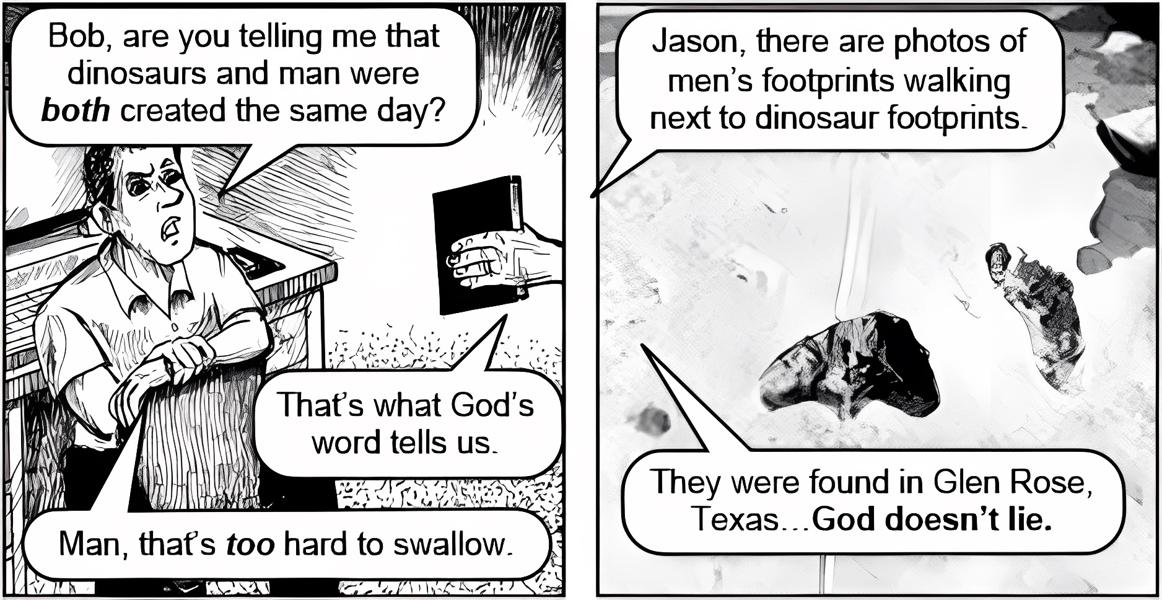 Bob, are you telling me that
dinosaurs and man were
both created the same day?
That's what God's
word tells us.
Man, that's too hard to swallow.
Jason, there are photos of
men's footprints walking
next to dinosaur footprints.
They were found in Glen Rose,
Texas...God doesn't lie.